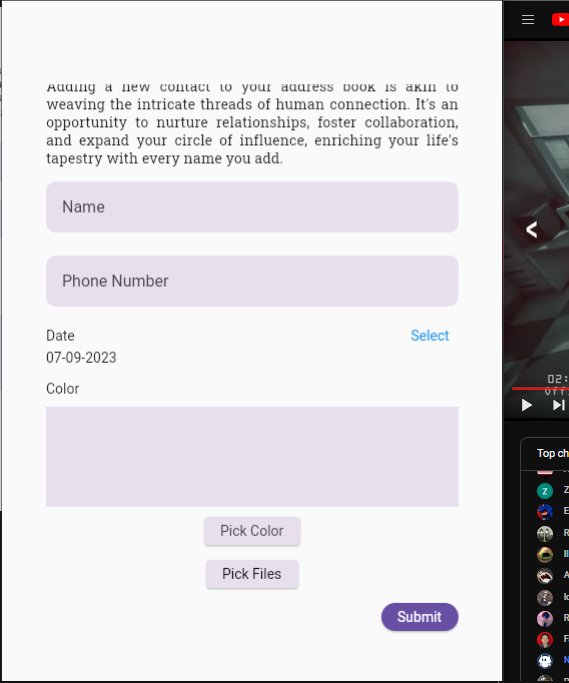 Adding a new contact to your address book is akin to
weaving the intricate threads of human connection. It's an
opportunity to nurture relationships, foster collaboration,
and expand your circle of influence, enriching your life's
tapestry with every name you add.
Name
Phone Number
Date
Select
07-09-2023
Color
Pick Color
Pick Files
Submit
02:
Top ch
Z
Z
E
R
A
R
F
N